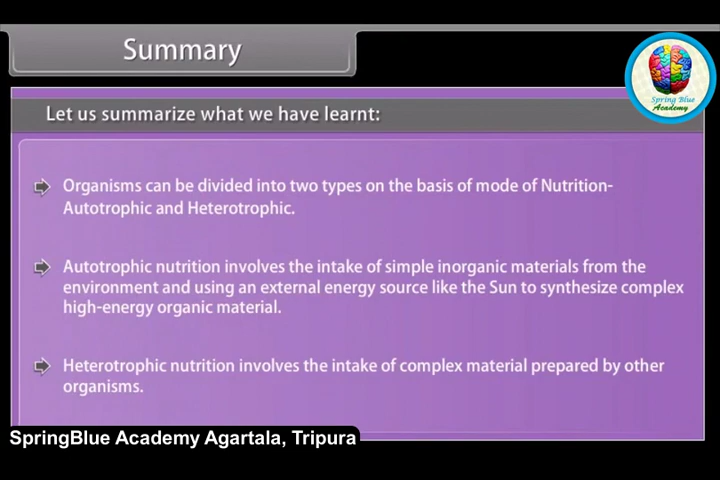 Summary
Spring Blue
Academy
Let us summarize what we have learnt:
Organisms can be divided into two types on the basis of mode of Nutrition-
Autotrophic and Heterotrophic.
Autotrophic nutrition involves the intake of simple inorganic materials from the
environment and using an external energy source like the Sun to synthesize complex
high-energy organic material.
Heterotrophic nutrition involves the intake of complex material prepared by other
organisms.
SpringBlue Academy Agartala, Tripura